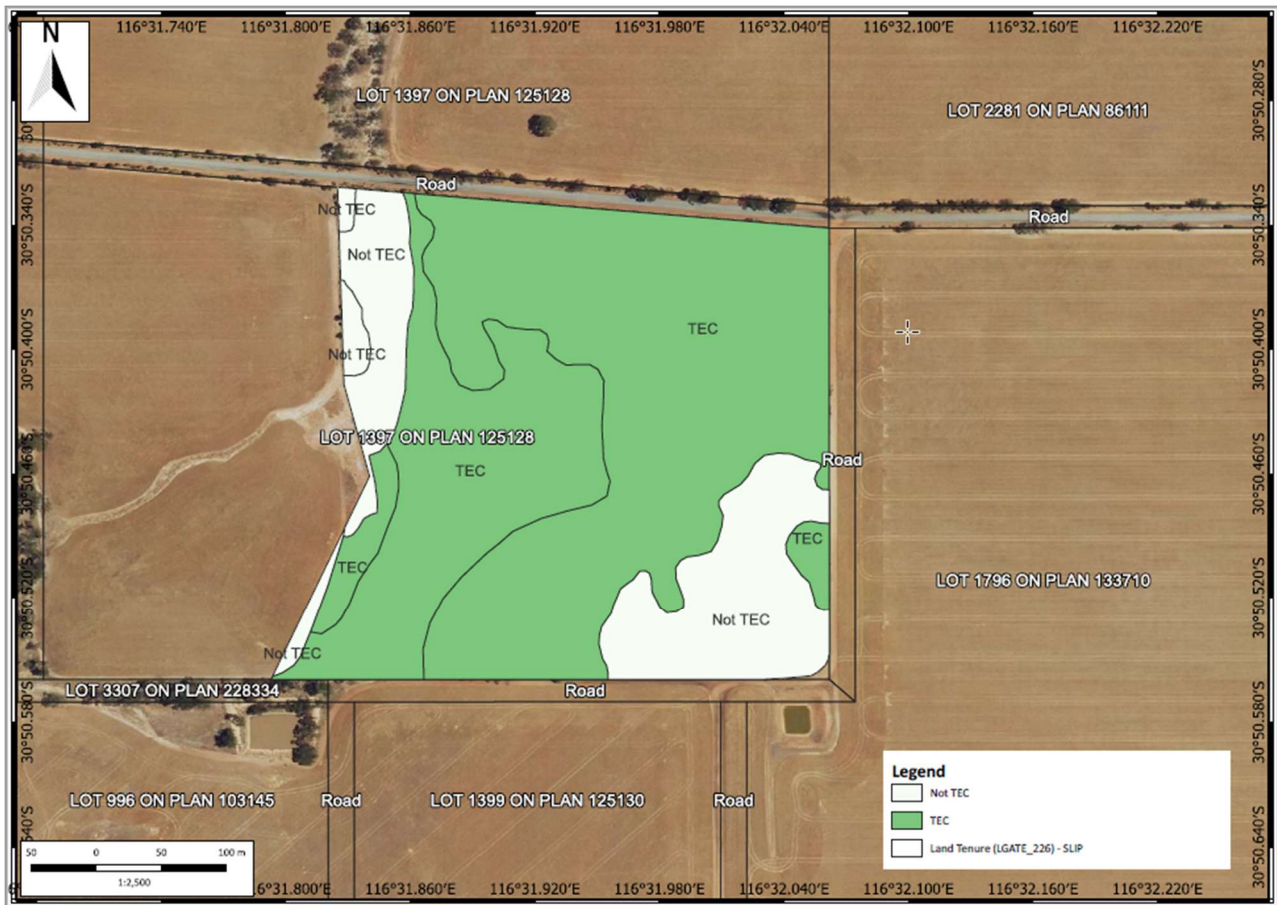 N
116°31.740'E 116°31.800'E 116°31.860'E 116°31.920'E 116°31.980'E 116°32.040'E 116°32.100'E 116°32.160'E 116°32.220'E
30°50.280'S
LOT 1397 ON PLAN 125128
LOT 2281 ON PLAN 86111
Road
30°50.340'S
30°50.340'S
Not TEC
Road
Not TEC
TEC
30°50.400'S
30°50.400'S
Not TEC
LOT 1397 ON PLAN 125128
TEC
Road
30°50.460'S
30°50.460'S
TEC
TEC
30°50.520'S
30°50.520'S
LOT 1796 ON PLAN 133710
Not TEC
Not TEC
LOT 3307 ON PLAN 228334
Road
30°50.580'S
30°50.580'S
Legend
Not TEC
TEC
Land Tenure (LGATE_226) - SLIP
LOT 996 ON PLAN 103145
Road
LOT 1399 ON PLAN 125130
Road
30°50.640'S
50 0 50 100 m
1:2,500
116°31.860'E 116°31.920'E 116°31.980'E 116°32.040'E 116°32.100'E 116°32.160'E 116°32.220'E